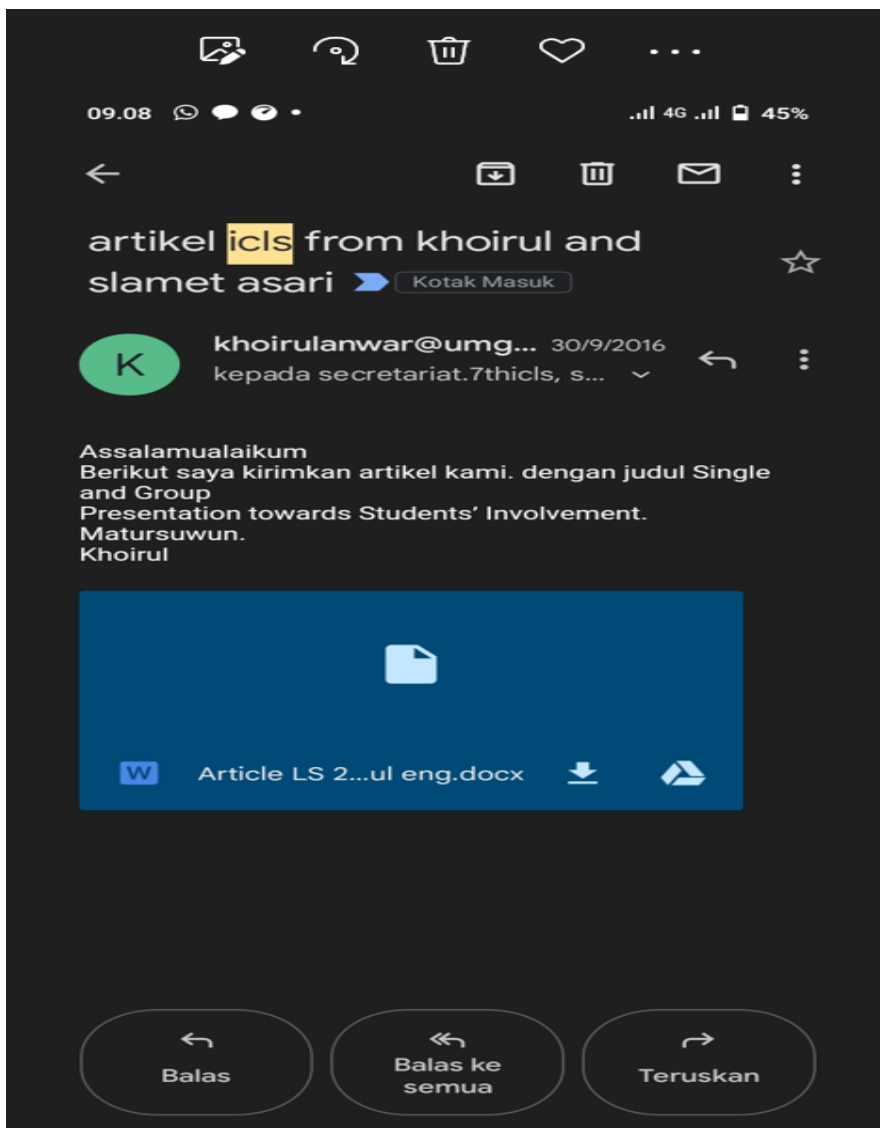 09.08 4G 45%
artikel icls from khoirul and
slamet asari Kotak Masuk
K
khoirulanwar@umg... 30/9/2016
kepada secretariat.7thicls, s...
Assalamualaikum
Berikut saya kirimkan artikel kami. dengan judul Single
and Group
Presentation towards Students’ Involvement.
Matursuwun.
Khoirul
W Article LS 2...ul eng.docx
Balas
Balas ke
semua
Teruskan